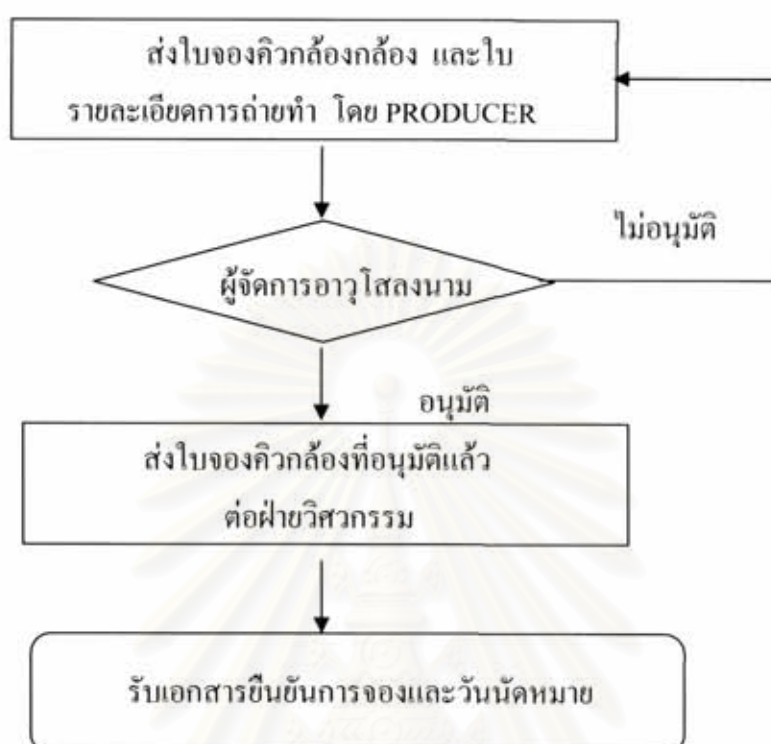 ส่งใบจองคิวกล้องกล้อง และใบ
รายละเอียดการถ่ายทำ โดย PRODUCER
ไม่อนุมัติ
ผู้จัดการอาวุโสลงนาม
อนุมัติ
ส่งใบจองคิวกล้องที่อนุมัติแล้ว
ต่อฝ่ายวิศวกรรม
รับเอกสารยืนยันการจองและวันนัดหมาย